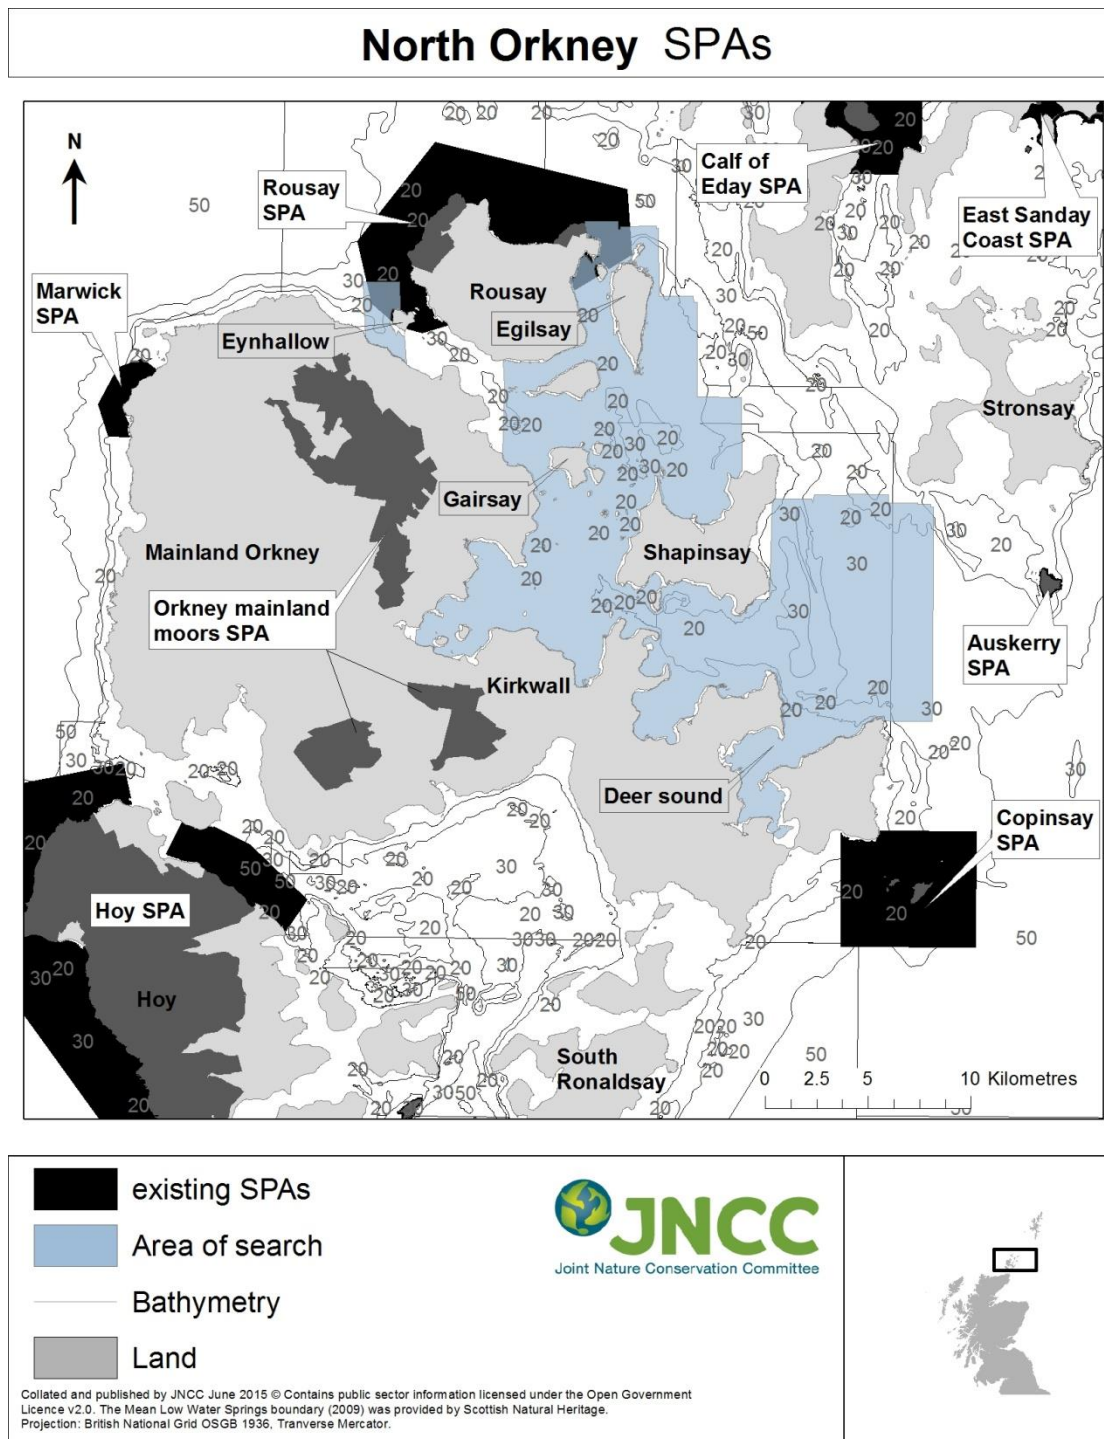 North Orkney SPAs
N
Rousay
SPA
Calf of
Eday SPA
East Sanday
Coast SPA
Marwick
SPA
Rousay
Egilsay
Eynhallow
Stronsay
Gairsay
Mainland Orkney
Shapinsay
Orkney mainland
moors SPA
Auskerry
SPA
Kirkwall
Deer sound
Copinsay
SPA
Hoy SPA
Hoy
South
Ronaldsay
0 2.5 5 10 Kilometres
existing SPAs
Area of search
Bathymetry
Land
JNCC
Joint Nature Conservation Committee
Collated and published by JNCC June 2015 © Contains public sector information licensed under the Open Government
Licence v2.0. The Mean Low Water Springs boundary (2009) was provided by Scottish Natural Heritage.
Projection: British National Grid OSGB 1936, Tranverse Mercator.